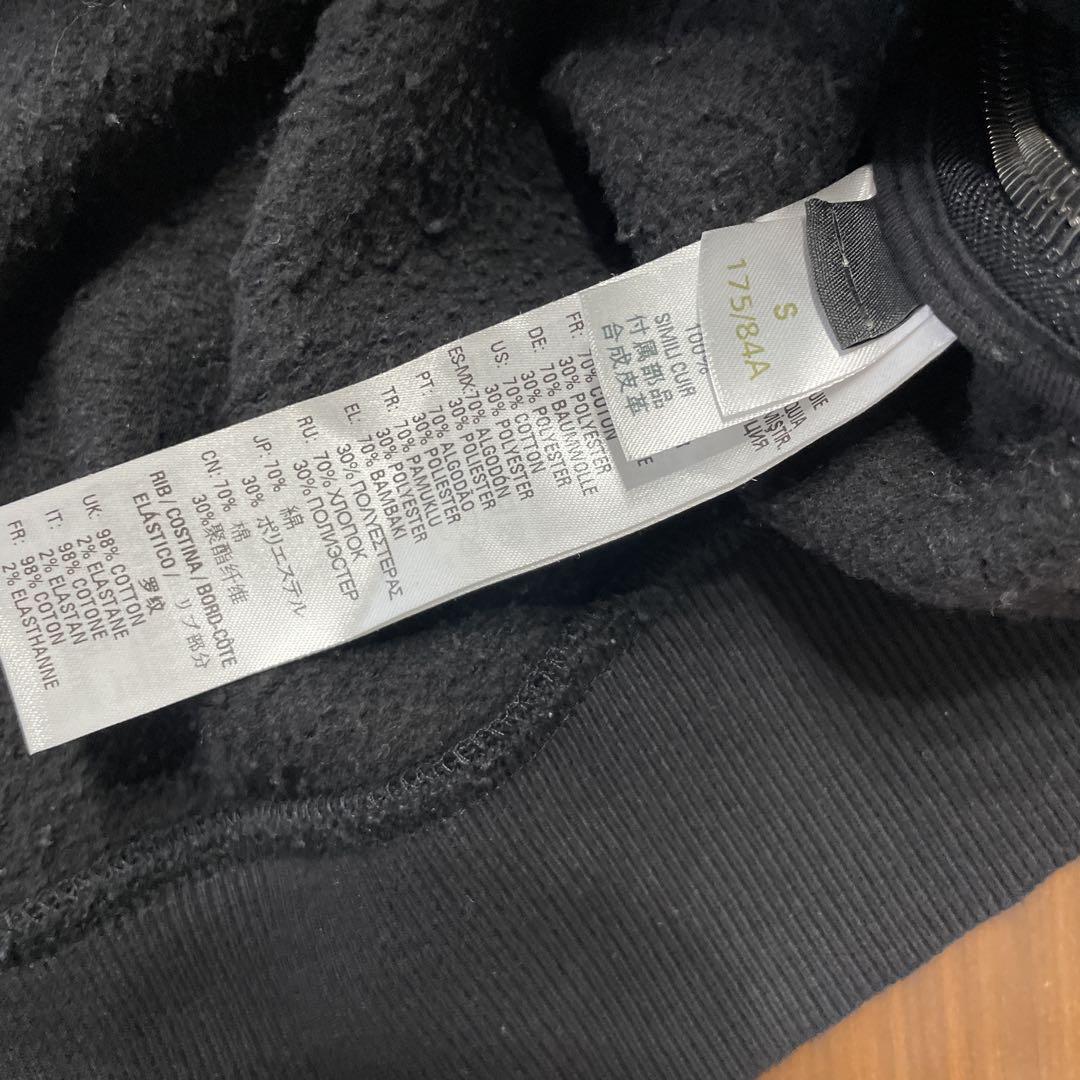 S
175/84A
100%
SIMILI CUIR
付属部品
合成皮革
FR: 70% COTON
30% POLYESTER
DE: 70% BAUMWOLLE
30% POLYESTER
US: 70% COTTON
30% POLYESTER
ES-MX:70% ALGODÓN
30% POLIESTER
PT: 70% ALGODÃO
30% POLIÉSTER
TR: 70% PAMUKLU
30% POLYESTER
EL: 70% ΒΑΜΒΑΚΙ
30% ΠΟΛΥΕΣΤΕΡΑΣ
RU: 70% ХЛОПОК
30% ПОЛИЭСТЕР
JP: 70% 綿
30% ポリエステル
CN: 70% 棉
30%聚酯纤维
RIB / COSTINA / BORD-CÔTE
ELÁSTICO / リブ部分
罗纹
UK: 98% COTTON
2% ELASTANE
IT: 98% COTONE
2% ELASTAN
FR: 98% COTON
2% ELASTHANNE